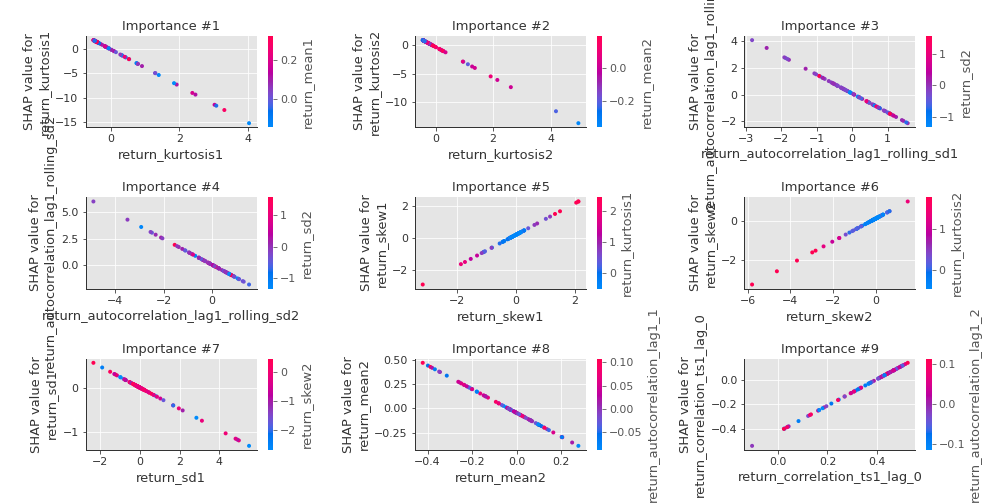 Importance #1
SHAP value for
return_kurtosis1
0
−5
−10
−15
0
2
4
return_kurtosis1
0.2
0.0
return_mean1
Importance #2
SHAP value for
return_kurtosis2
0
−5
−10
0
2
4
return_kurtosis2
0.0
−0.2
return_mean2
Importance #3
SHAP value for
return_autocorrelation_lag1_rolling_sd1
4
2
0
−2
−3
−2
−1
0
1
return_autocorrelation_lag1_rolling_sd1
1
0
−1
return_sd2
Importance #4
SHAP value for
return_autocorrelation_lag1_rolling_sd2
5.0
2.5
0.0
−4
−2
0
return_autocorrelation_lag1_rolling_sd2
1
0
−1
return_sd2
Importance #5
SHAP value for
return_skew1
2
0
−2
−2
0
2
return_skew1
2
1
0
return_kurtosis1
Importance #6
SHAP value for
return_skew2
0
−2
−6
−4
−2
0
return_skew2
1
0
return_kurtosis2
Importance #7
SHAP value for
return_sd1
0
−1
−2
0
2
4
return_sd1
0
−1
−2
return_skew2
Importance #8
SHAP value for
return_mean2
0.50
0.25
0.00
−0.25
−0.4
−0.2
0.0
0.2
return_mean2
0.10
0.05
0.00
−0.05
return_autocorrelation_lag1_1
Importance #9
SHAP value for
return_correlation_ts1_lag_0
0.0
−0.2
−0.4
0.0
0.2
0.4
return_correlation_ts1_lag_0
0.1
0.0
−0.1
return_autocorrelation_lag1_2